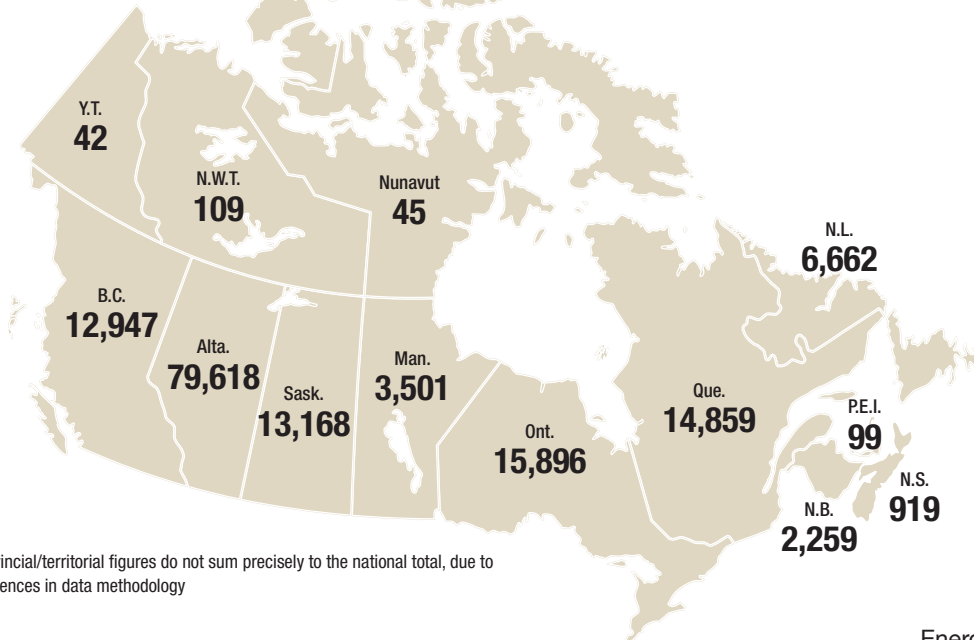 Y.T.
42
N.W.T.
109
Nunavut
45
N.L.
6,662
B.C.
12,947
Alta.
79,618
Sask.
13,168
Man.
3,501
Ont.
15,896
Que.
14,859
P.E.I.
99
N.S.
919
N.B.
2,259
vincial/territorial figures do not sum precisely to the national total, due to
ences in data methodology
Energ